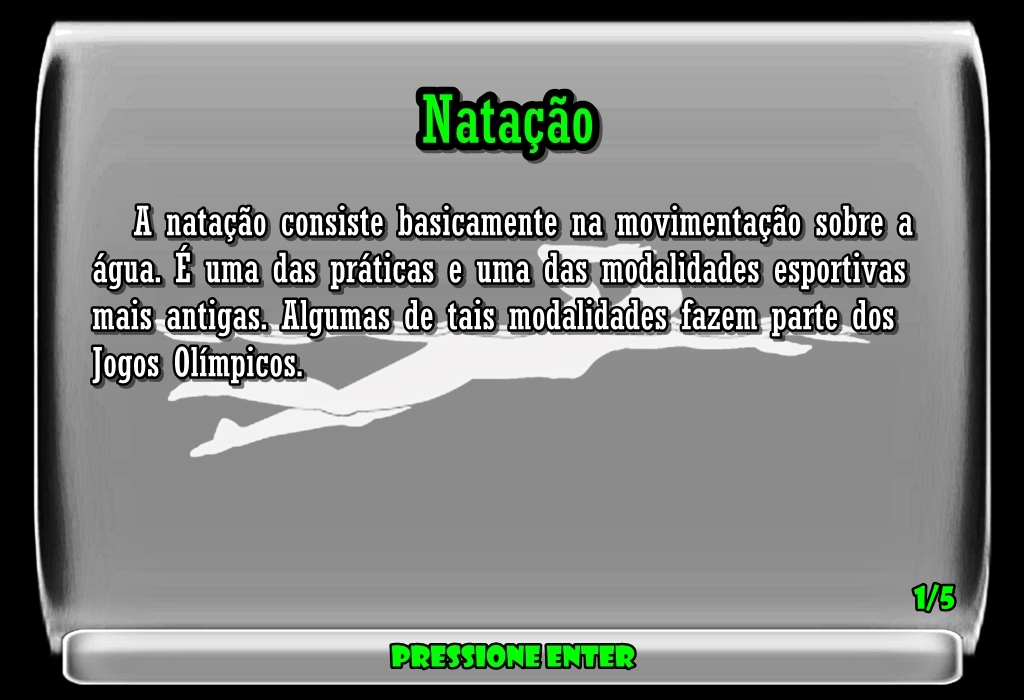 Natação
A natação consiste basicamente na movimentação sobre a
água. É uma das práticas e uma das modalidades esportivas
mais antigas. Algumas de tais modalidades fazem parte dos
Jogos Olímpicos.
1/5
PRESSIONE ENTER